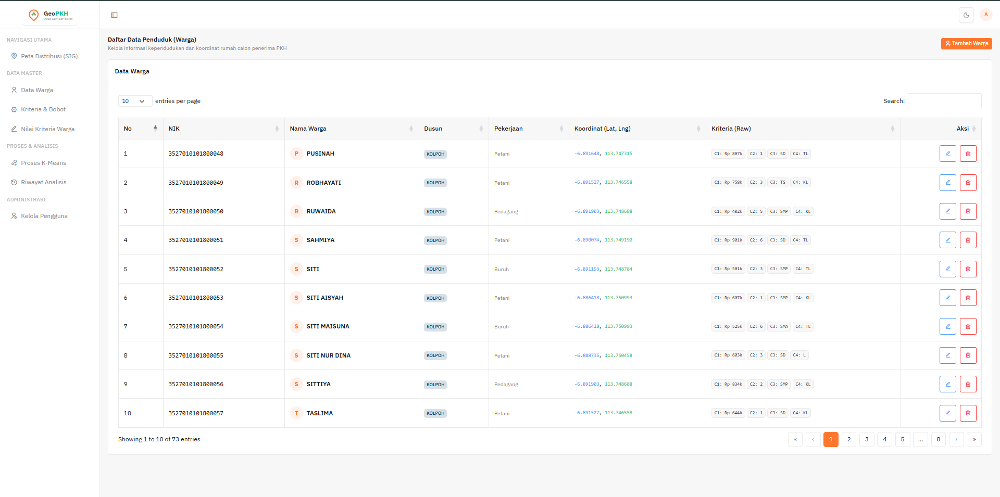 GeoPKH
Desa Campor Barat
A
NAVIGASI UTAMA
Peta Distribusi (SIG)
DATA MASTER
Data Warga
Kriteria & Bobot
Nilai Kriteria Warga
PROSES & ANALISIS
Proses K-Means
Riwayat Analisis
ADMINISTRASI
Kelola Pengguna
Daftar Data Penduduk (Warga)
Kelola informasi kependudukan dan koordinat rumah calon penerima PKH
Tambah Warga
Data Warga
10 entries per page
Search:
No NIK Nama Warga Dusun Pekerjaan Koordinat (Lat, Lng) Kriteria (Raw) Aksi
1 3527010101800048 P PUSINAH KOLPOH Petani -6.891648, 113.747315 C1: Rp 807k C2: 1 C3: SD C4: TL
2 3527010101800049 R ROBHAYATI KOLPOH Petani -6.891527, 113.746558 C1: Rp 758k C2: 3 C3: TS C4: KL
3 3527010101800050 R RUWAIDA KOLPOH Pedagang -6.891903, 113.748688 C1: Rp 402k C2: 5 C3: SMP C4: KL
4 3527010101800051 S SAHMIYA KOLPOH Petani -6.890074, 113.749190 C1: Rp 901k C2: 6 C3: SD C4: TL
5 3527010101800052 S SITI KOLPOH Buruh -6.891193, 113.748784 C1: Rp 501k C2: 3 C3: SMP C4: TL
6 3527010101800053 S SITI AISYAH KOLPOH Petani -6.886418, 113.750993 C1: Rp 607k C2: 1 C3: SMP C4: KL
7 3527010101800054 S SITI MAISUNA KOLPOH Buruh -6.886418, 113.750993 C1: Rp 525k C2: 6 C3: SMA C4: TL
8 3527010101800055 S SITI NUR DINA KOLPOH Petani -6.888735, 113.750458 C1: Rp 603k C2: 3 C3: SD C4: L
9 3527010101800056 S SITTIYA KOLPOH Pedagang -6.891903, 113.748688 C1: Rp 834k C2: 2 C3: SMP C4: KL
10 3527010101800057 T TASLIMA KOLPOH Petani -6.891527, 113.746558 C1: Rp 644k C2: 1 C3: SD C4: KL
Showing 1 to 10 of 73 entries
« ‹ 1 2 3 4 5 … 8 › »